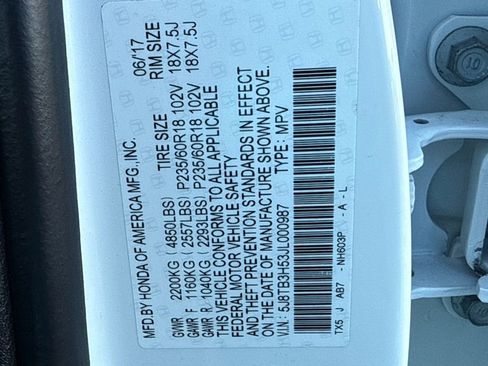 MFD.BY HONDA OF AMERICA MFG., INC. 06/17
TIRE SIZE RIM SIZE
GVWR 2200KG (4850LBS) P235/60R18 102V 18X7.5J
GAWR F 1160KG (2557LBS) P235/60R18 102V 18X7.5J
GAWR R 1040KG (2293LBS)
THIS VEHICLE CONFORMS TO ALL APPLICABLE
FEDERAL MOTOR VEHICLE SAFETY
AND THEFT PREVENTION STANDARDS IN EFFECT
ON THE DATE OF MANUFACTURE SHOWN ABOVE.
V.I.N.: 5J8TB3H53JL000987 TYPE: MPV
TX5 J AB7 - NH603P - A - L
10